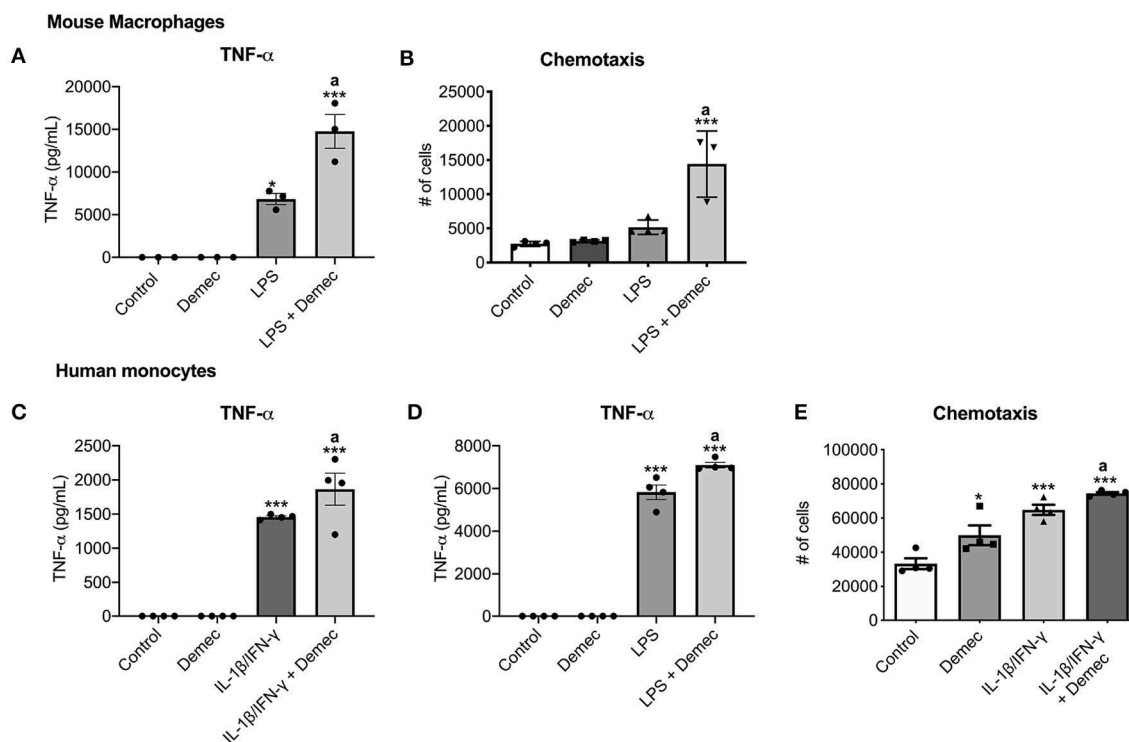 Mouse Macrophages
A
TNF-α
TNF-α (pg/mL)
20000
15000
10000
5000
0
*
a
***
Control
Demec
LPS
LPS + Demec
B
Chemotaxis
# of cells
25000
20000
15000
10000
5000
0
a
***
Control
Demec
LPS
LPS + Demec
Human monocytes
C
TNF-α
TNF-α (pg/mL)
2500
2000
1500
1000
500
0
***
a
***
Control
Demec
IL-1β/IFN-γ
IL-1β/IFN-γ + Demec
D
TNF-α
TNF-α (pg/mL)
8000
6000
4000
2000
0
***
a
***
Control
Demec
LPS
LPS + Demec
E
Chemotaxis
# of cells
100000
80000
60000
40000
20000
0
*
***
a
***
Control
Demec
IL-1β/IFN-γ
IL-1β/IFN-γ
+ Demec